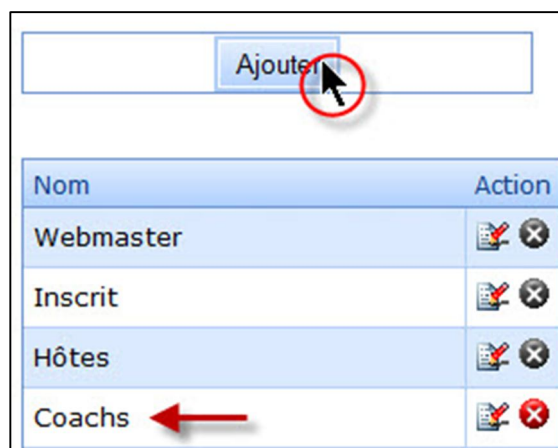 Ajouter
Nom Action
Webmaster
Inscrit
Hôtes
Coachs